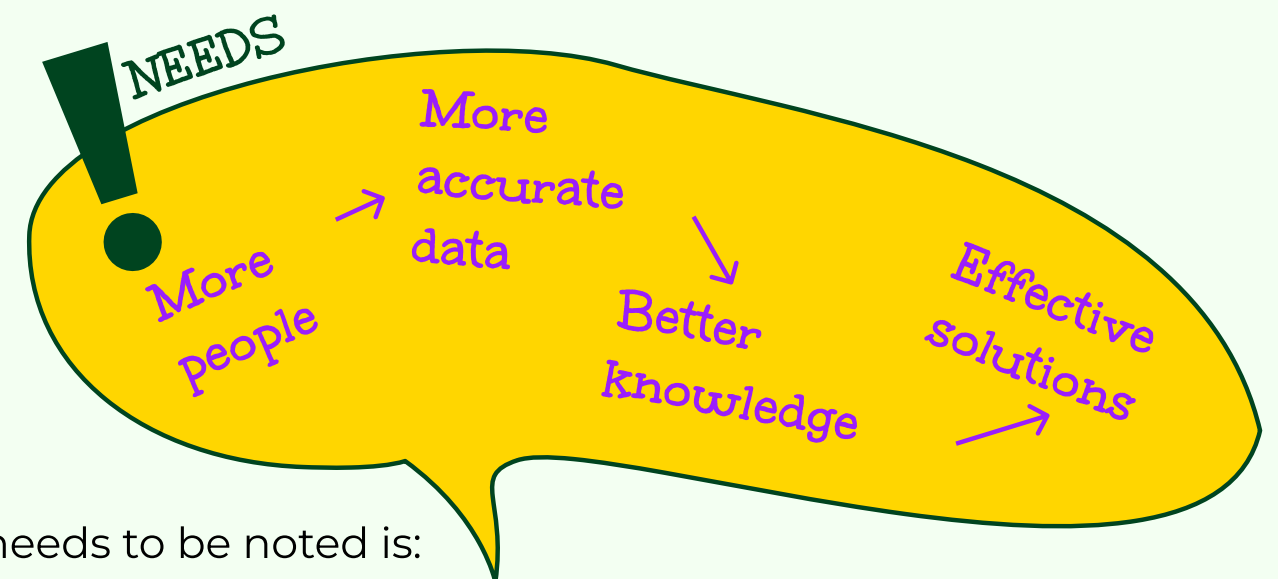 NEEDS
More
people
More
accurate
data
Better
knowledge
Effective
solutions
needs to be noted is: